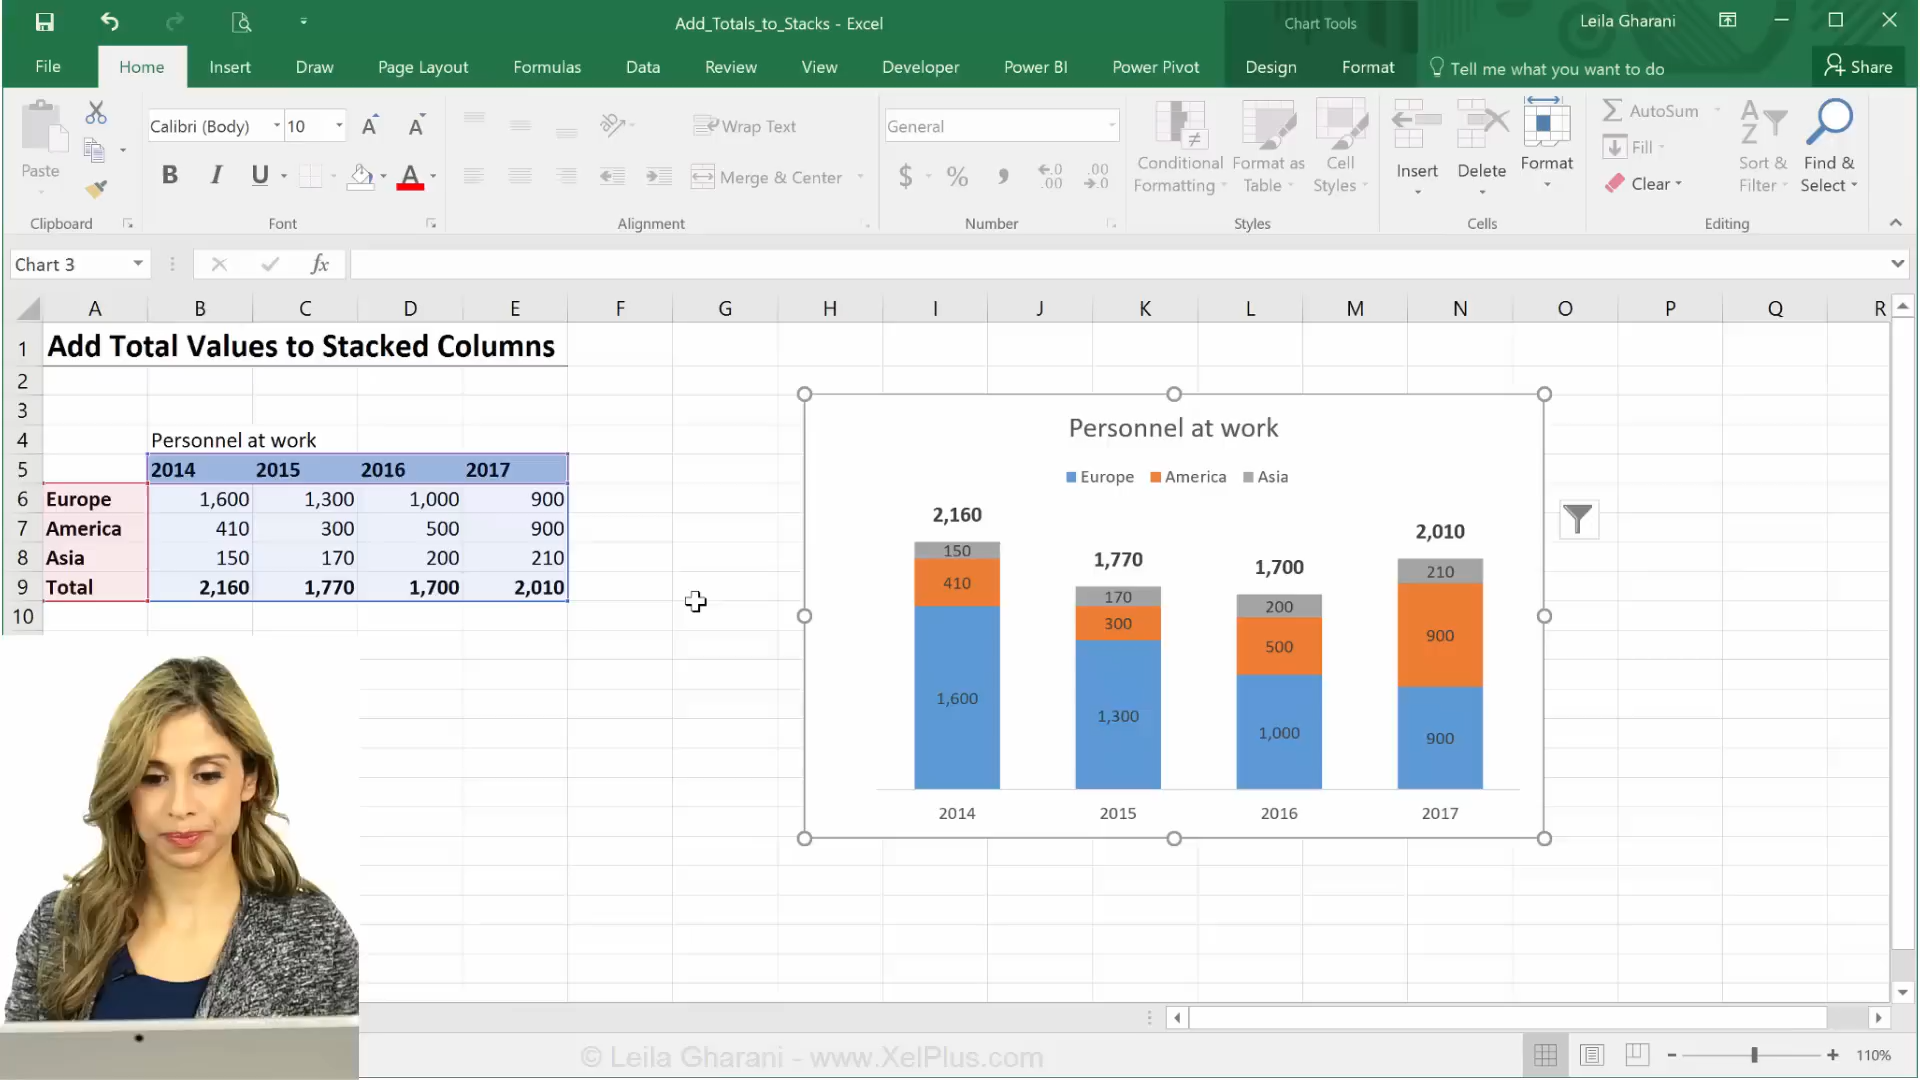 Add_Totals_to_Stacks - Excel
Chart Tools
Leila Gharani
File Home Insert Draw Page Layout Formulas Data Review View Developer Power BI Power Pivot Design Format Tell me what you want to do Share
Calibri (Body) 10 A A Wrap Text General Conditional Formatting Format as Table Cell Styles Insert Delete Format AutoSum Sort & Filter Find & Select
Paste B I U A Merge & Center $ % , .00 .0 Fill
Clear
Clipboard Font Alignment Number Styles Cells Editing
Chart 3 fx
A B C D E F G H I J K L M N O P Q R
1 Add Total Values to Stacked Columns
2
3
4 Personnel at work
5 2014 2015 2016 2017
6 Europe 1,600 1,300 1,000 900
7 America 410 300 500 900
8 Asia 150 170 200 210
9 Total 2,160 1,770 1,700 2,010
10
Personnel at work
Europe America Asia
2,160 1,770 1,700 2,010
150 170 200 210
410 300 500 900
1,600 1,300 1,000 900
2014 2015 2016 2017
© Leila Gharani - www.XelPlus.com
110%